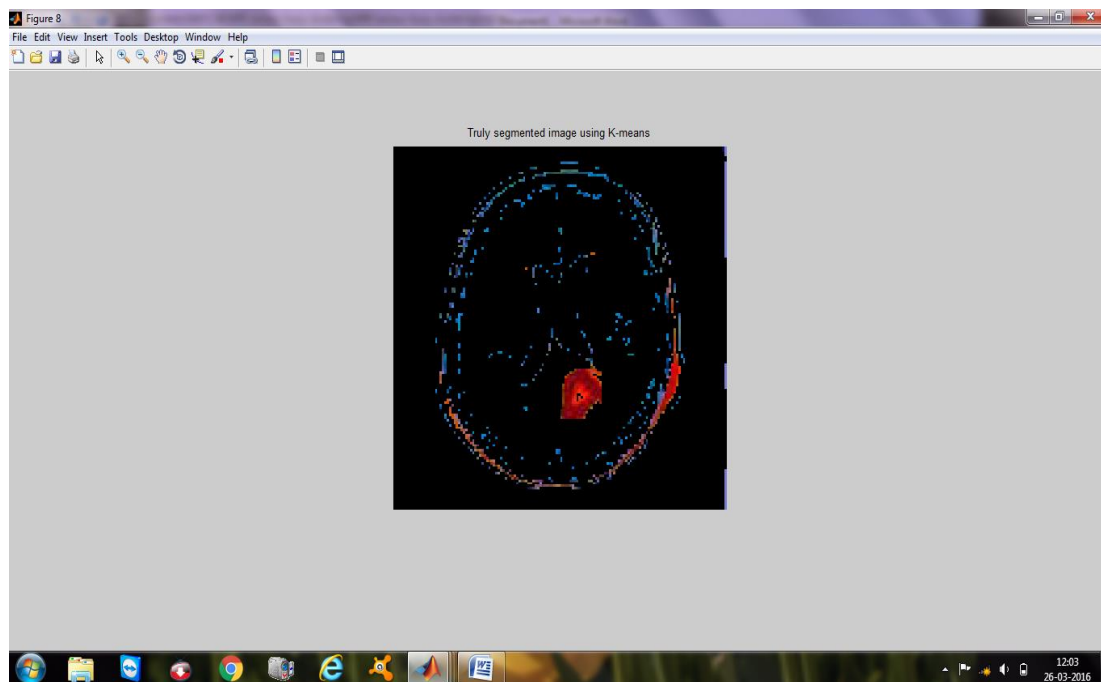 Figure 8
File Edit View Insert Tools Desktop Window Help
Truly segmented image using K-means
12:03
26-03-2016